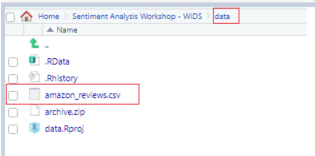 Home > Sentiment Analysis Workshop - WiDS > data
▲ Name
..
.RData
.Rhistory
amazon_reviews.csv
archive.zip
data.Rproj